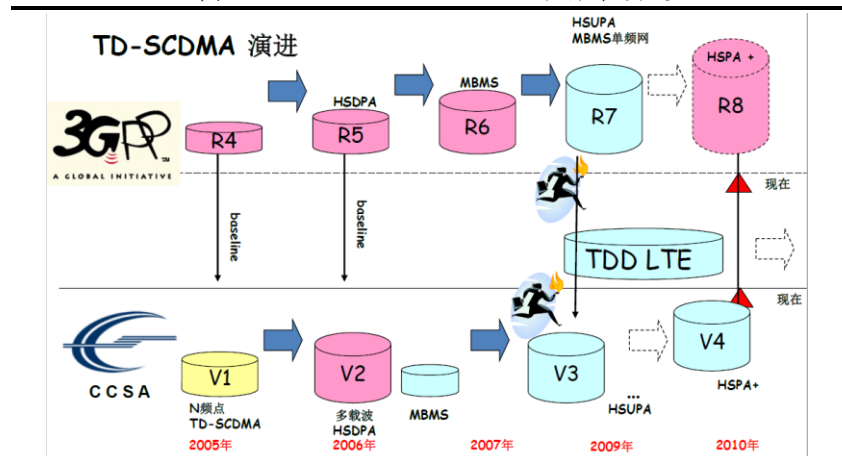 TD-SCDMA 演进
HSUPA
MBMS单频网
HSPA +
MBMS
HSDPA
R4
R5
R6
R7
R8
3GPP
TM
A GLOBAL INITIATIVE
现在
baseline
baseline
TDD LTE
现在
CCSA
V1
V2
V3
V4
N频点
TD-SCDMA
多载波
HSDPA
MBMS
...
HSUPA
HSPA+
2005年
2006年
2007年
2009年
2010年